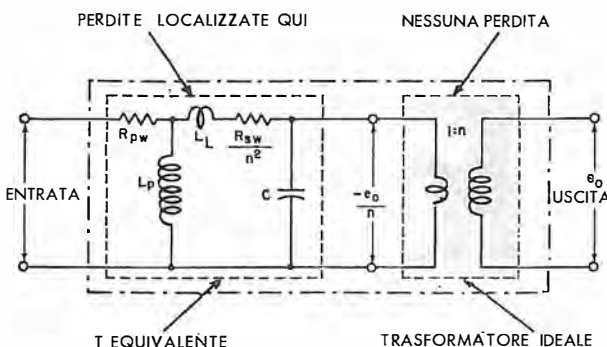 PERDITE LOCALIZZATE QUI
NESSUNA PERDITA
Rpw
LL
Rsw
n²
1:n
Lp
C
ENTRATA
-eo
n
eo
USCITA
T EQUIVALENTE
TRASFORMATORE IDEALE